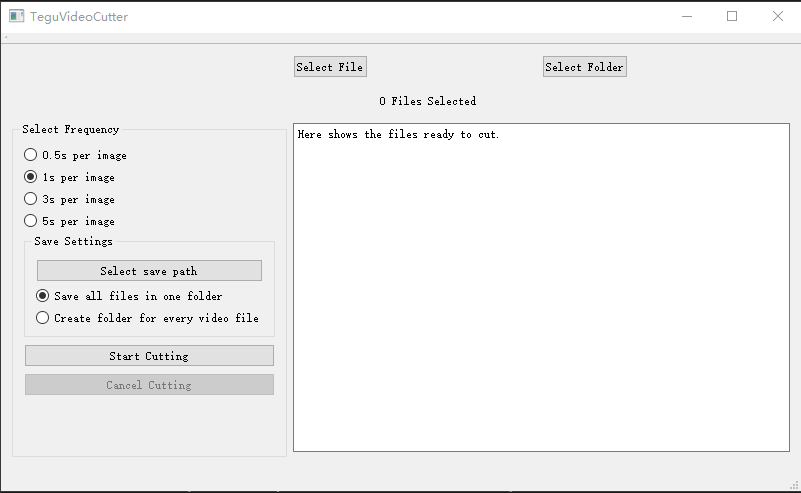 TeguVideoCutter
Select File
Select Folder
0 Files Selected
Select Frequency
0.5s per image
1s per image
3s per image
5s per image
Save Settings
Select save path
Save all files in one folder
Create folder for every video file
Start Cutting
Cancel Cutting
Here shows the files ready to cut.